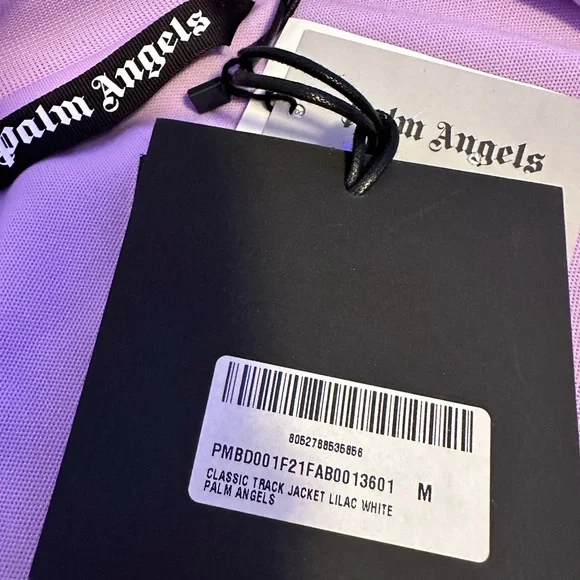 Palm Angels
Palm Angels
8052788535856
PMBD001F21FAB0013601 M
CLASSIC TRACK JACKET LILAC WHITE
PALM ANGELS